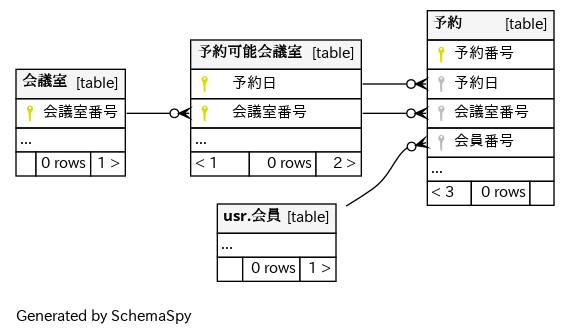 会議室 [table]
会議室番号
...
0 rows 1 >
予約可能会議室 [table]
予約日
会議室番号
...
< 1 0 rows 2 >
予約 [table]
予約番号
予約日
会議室番号
会員番号
...
< 3 0 rows
usr.会員 [table]
...
0 rows 1 >
Generated by SchemaSpy